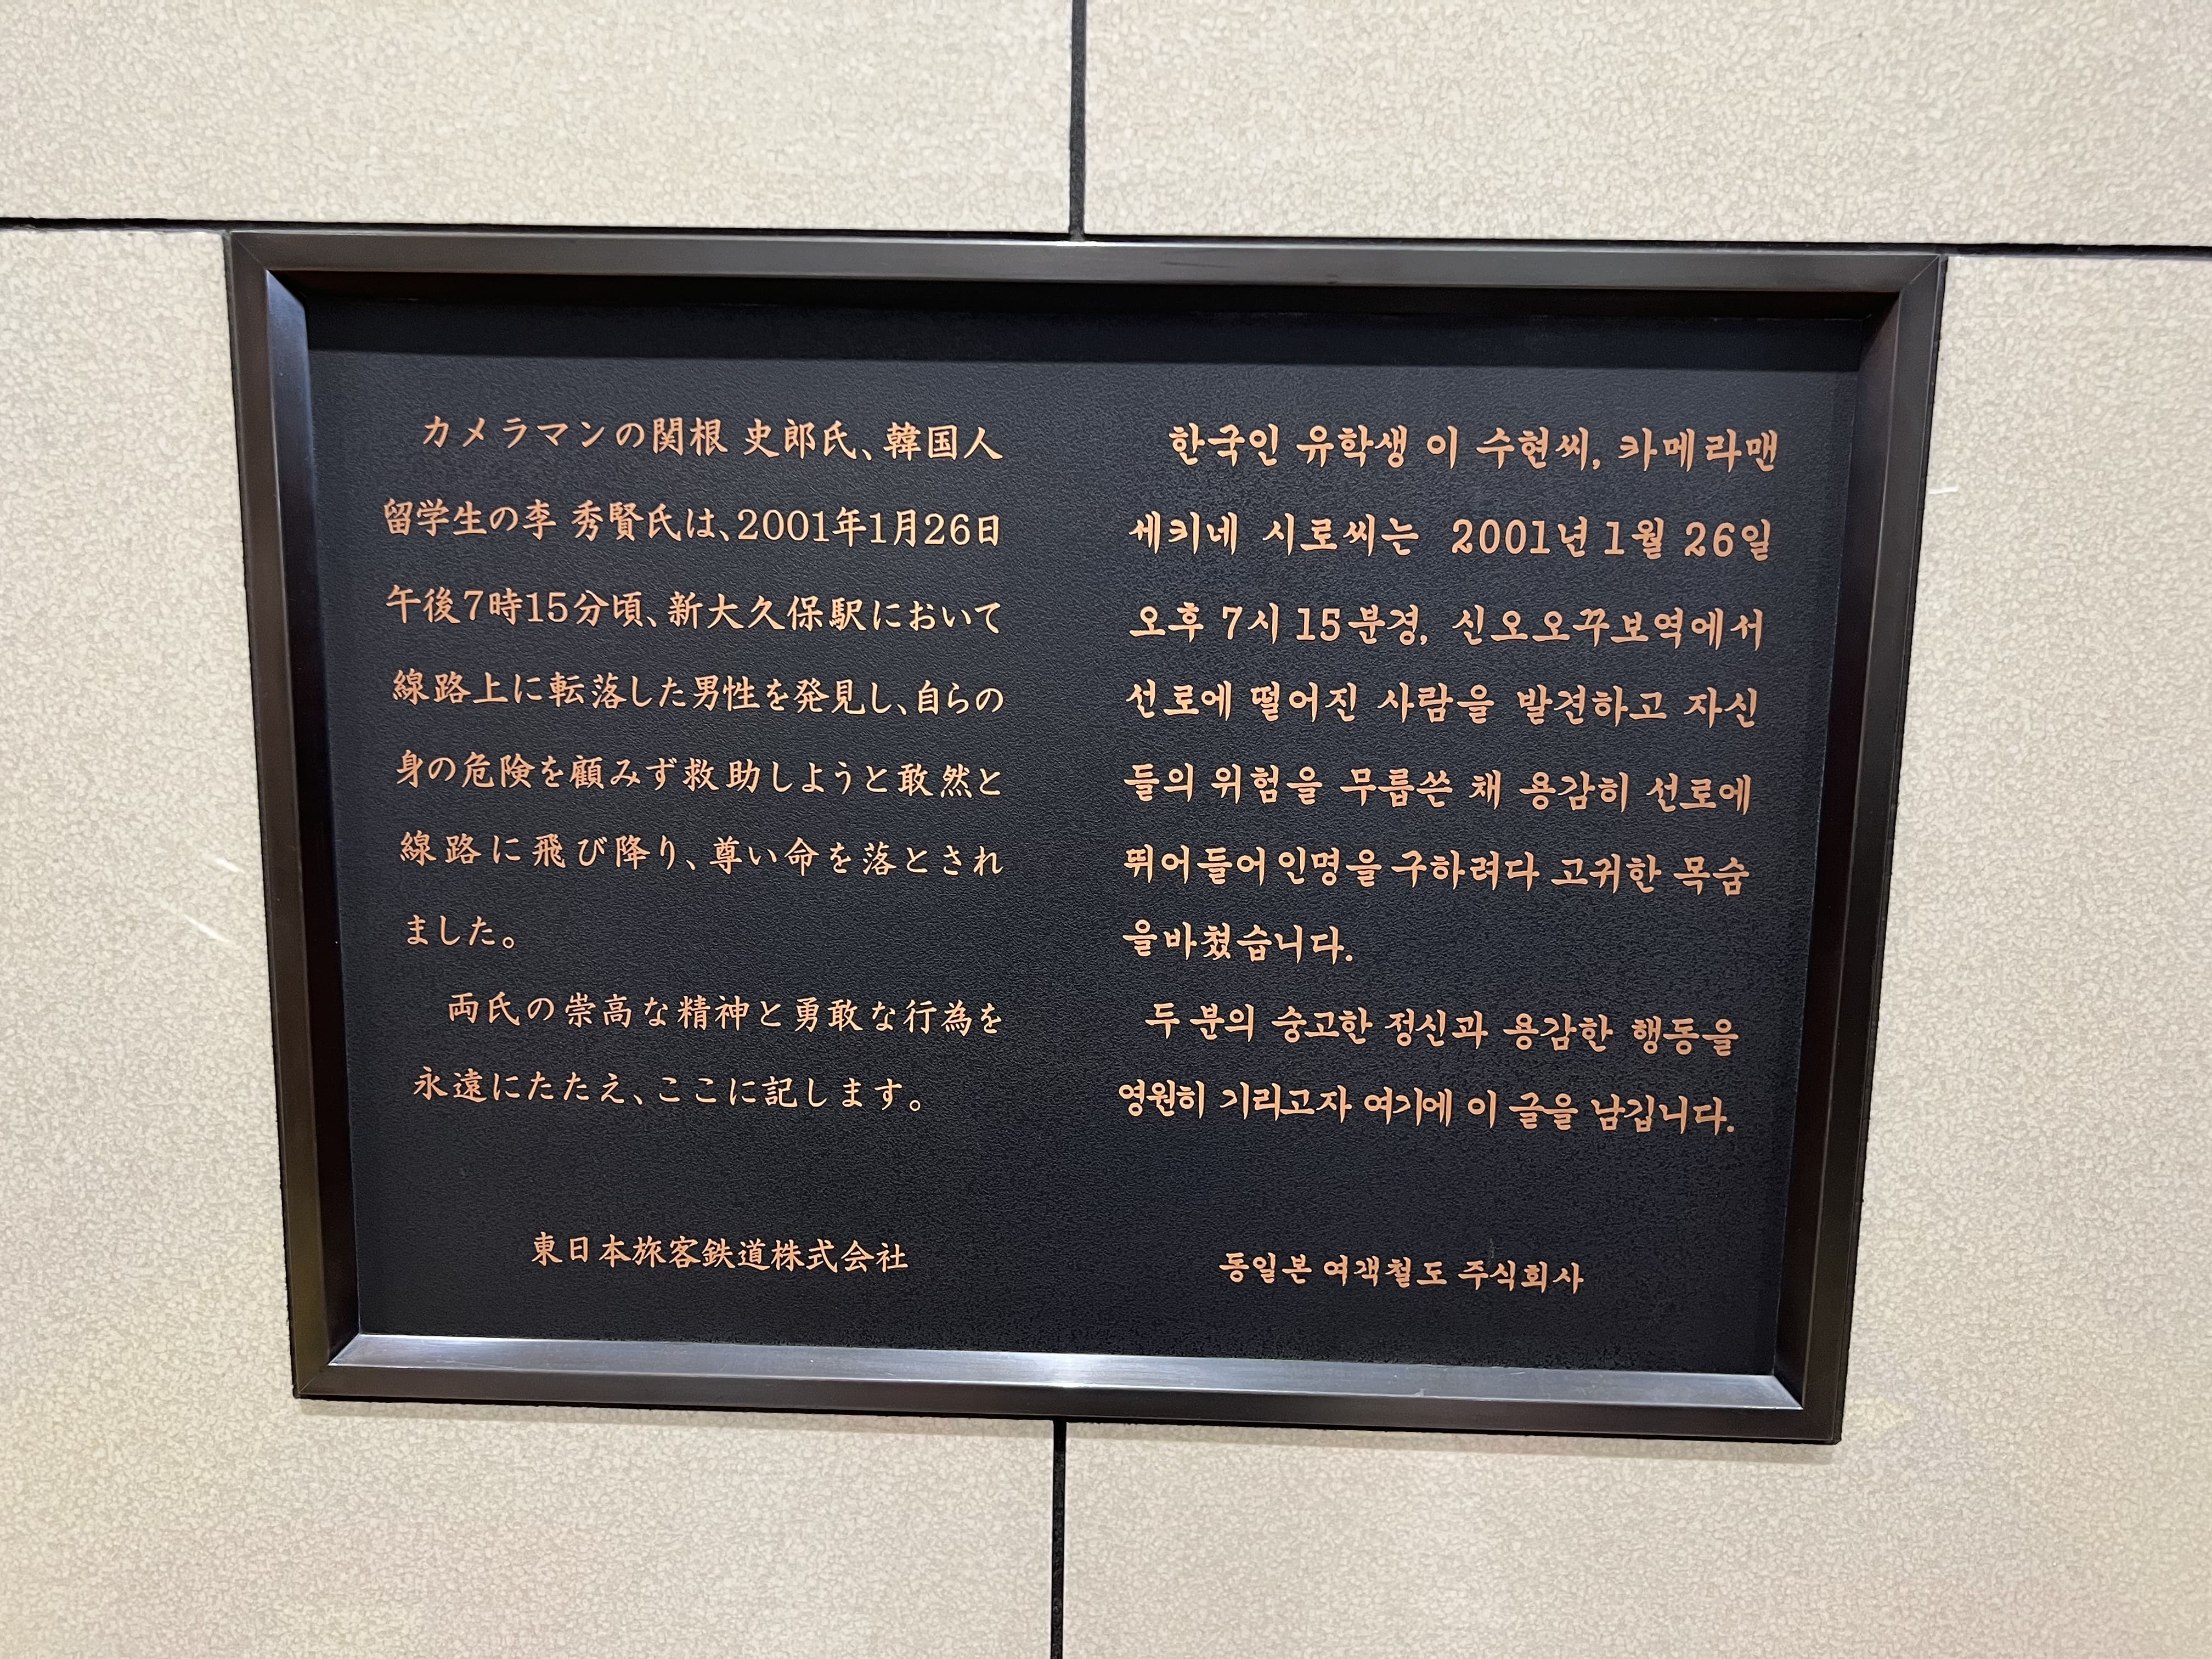 カメラマンの関根 史郎氏、韓国人
留学生の李 秀賢氏は、2001年1月26日
午後7時15分頃、新大久保駅において
線路上に転落した男性を発見し、自らの
身の危険を顧みず救助しようと敢然と
線路に飛び降り、尊い命を落とされ
ました。
両氏の崇高な精神と勇敢な行為を
永遠にたたえ、ここに記します。
東日本旅客鉄道株式会社
한국인 유학생 이 수현씨, 카메라맨
세키네 시로씨는 2001년 1월 26일
오후 7시 15분경, 신오오꾸보역에서
선로에 떨어진 사람을 발견하고 자신
들의 위험을 무릅쓴 채 용감히 선로에
뛰어들어 인명을 구하려다 고귀한 목숨
을바쳤습니다.
두 분의 숭고한 정신과 용감한 행동을
영원히 기리고자 여기에 이 글을 남깁니다.
동일본 여객철도 주식회사